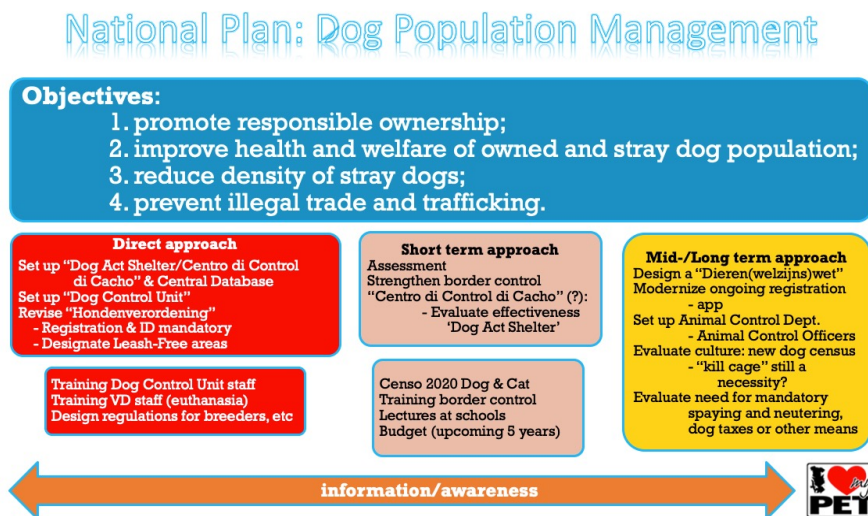 National Plan: Dog Population Management
Objectives:
1. promote responsible ownership;
2. improve health and welfare of owned and stray dog population;
3. reduce density of stray dogs;
4. prevent illegal trade and trafficking.
Direct approach
Set up “Dog Act Shelter/Centro di Control
di Cacho” & Central Database
Set up “Dog Control Unit”
Revise “Hondenverordening”
- Registration & ID mandatory
- Designate Leash-Free areas
Training Dog Control Unit staff
Training VD staff (euthanasia)
Design regulations for breeders, etc
Short term approach
Assessment
Strengthen border control
“Centro di Control di Cacho” (?):
- Evaluate effectiveness
‘Dog Act Shelter’
Censo 2020 Dog & Cat
Training border control
Lectures at schools
Budget (upcoming 5 years)
Mid-/Long term approach
Design a “Dieren(welzijns)wet”
Modernize ongoing registration
- app
Set up Animal Control Dept.
- Animal Control Officers
Evaluate culture: new dog census
- “kill cage” still a
necessity?
Evaluate need for mandatory
spaying and neutering,
dog taxes or other means
information/awareness
I my
PET